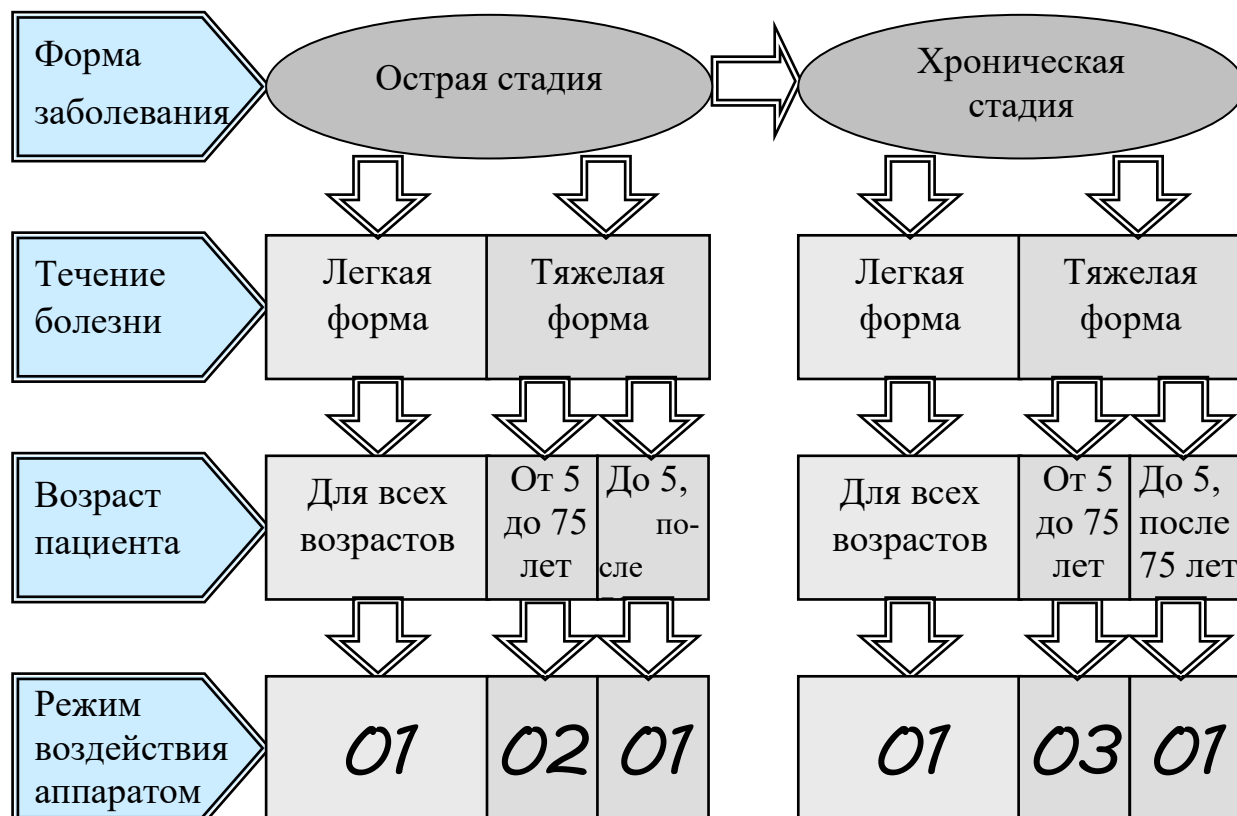 Форма
заболевания
Острая стадия
Хроническая
стадия
Течение
болезни
Легкая
форма
Тяжелая
форма
Легкая
форма
Тяжелая
форма
Возраст
пациента
Для всех
возрастов
От 5
до 75
лет
До 5,
по-
сле
Для всех
возрастов
От 5
до 75
лет
До 5,
после
75 лет
Режим
воздействия
аппаратом
01
02
01
01
03
01